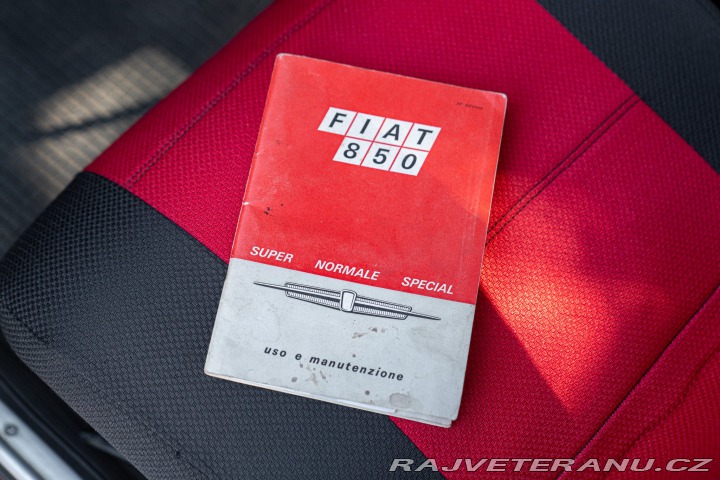 FIAT
850
SUPER NORMALE SPECIAL
uso e manutenzione
RAJVETERANU.CZ